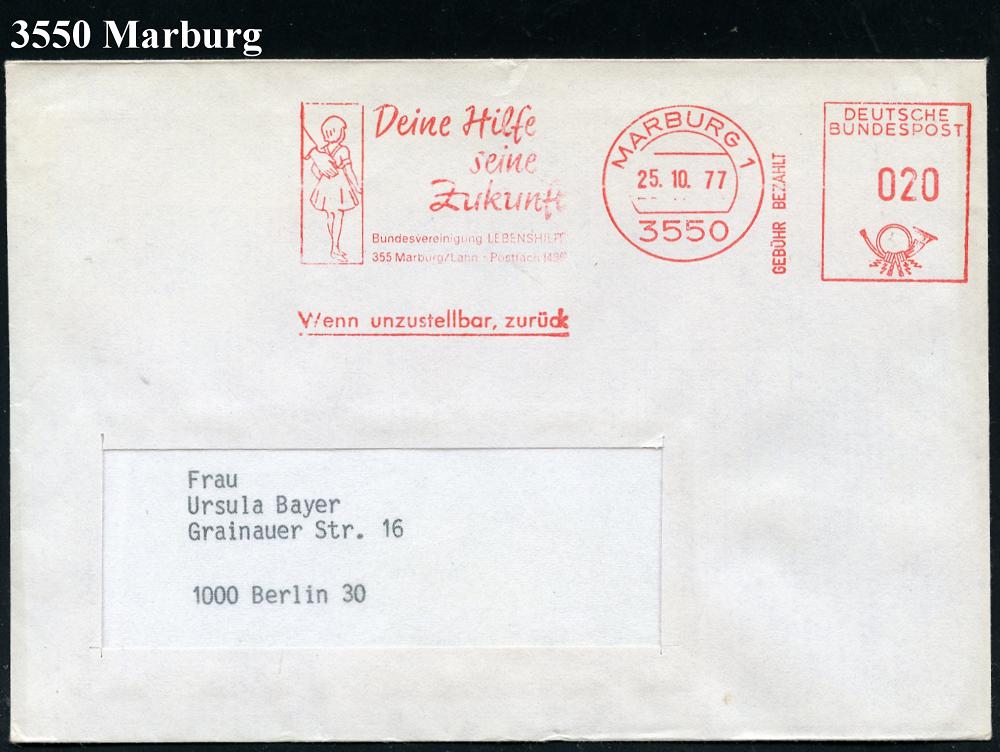 3550 Marburg
Deine Hilfe
seine
Zukunft
Bundesvereinigung LEBENSHILFE
355 Marburg/Lahn - Postfach
Wenn unzustellbar, zurück
MARBURG 1
25. 10. 77
3550
GEBÜHR BEZAHLT
DEUTSCHE
BUNDESPOST
020
Frau
Ursula Bayer
Grainauer Str. 16
1000 Berlin 30